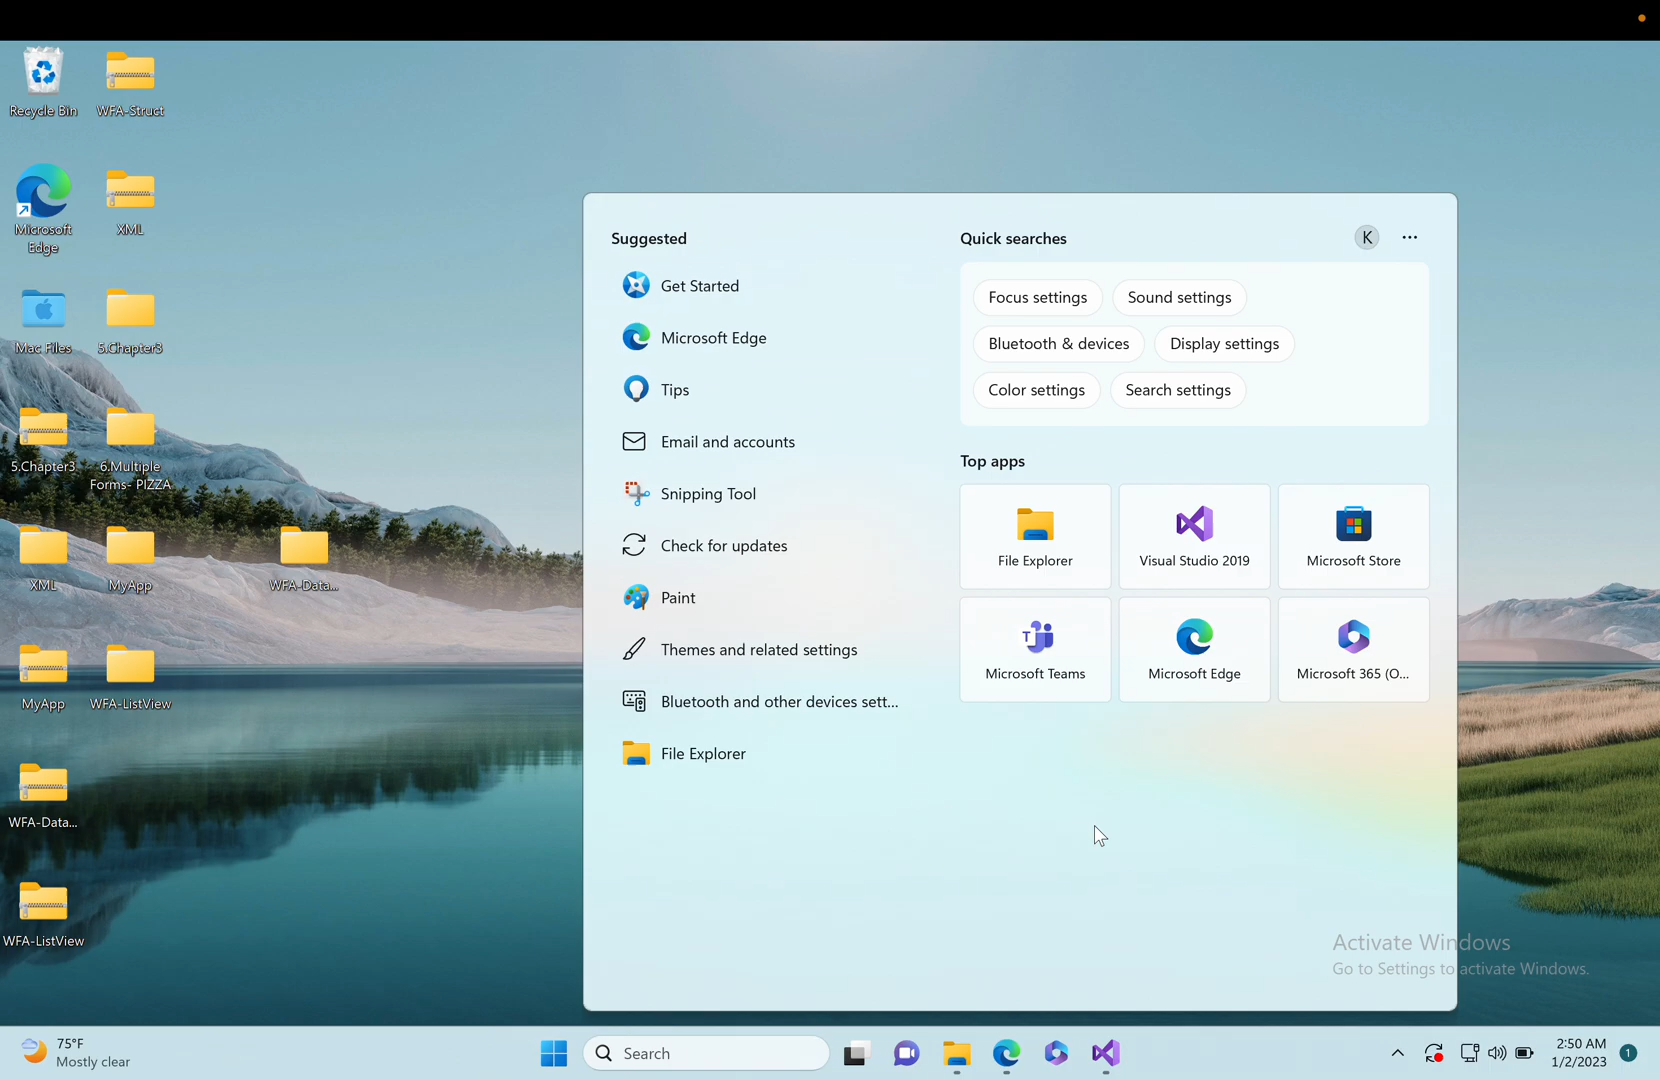 Recycle Bin
WFA-Struct
Microsoft
Edge
XML
Mac Files
5.Chapter3
5.Chapter3
6.Multiple
Forms- PIZZA
XML
MyApp
WFA-Data...
MyApp
WFA-ListView
WFA-Data...
WFA-ListView
Suggested
Get Started
Microsoft Edge
Tips
Email and accounts
Snipping Tool
Check for updates
Paint
Themes and related settings
Bluetooth and other devices sett...
File Explorer
Quick searches
K
Focus settings
Sound settings
Bluetooth & devices
Display settings
Color settings
Search settings
Top apps
File Explorer
Visual Studio 2019
Microsoft Store
Microsoft Teams
Microsoft Edge
Microsoft 365 (O...
Activate Windows
Go to Settings to activate Windows.
75°F
Mostly clear
Search
2:50 AM
1/2/2023
1